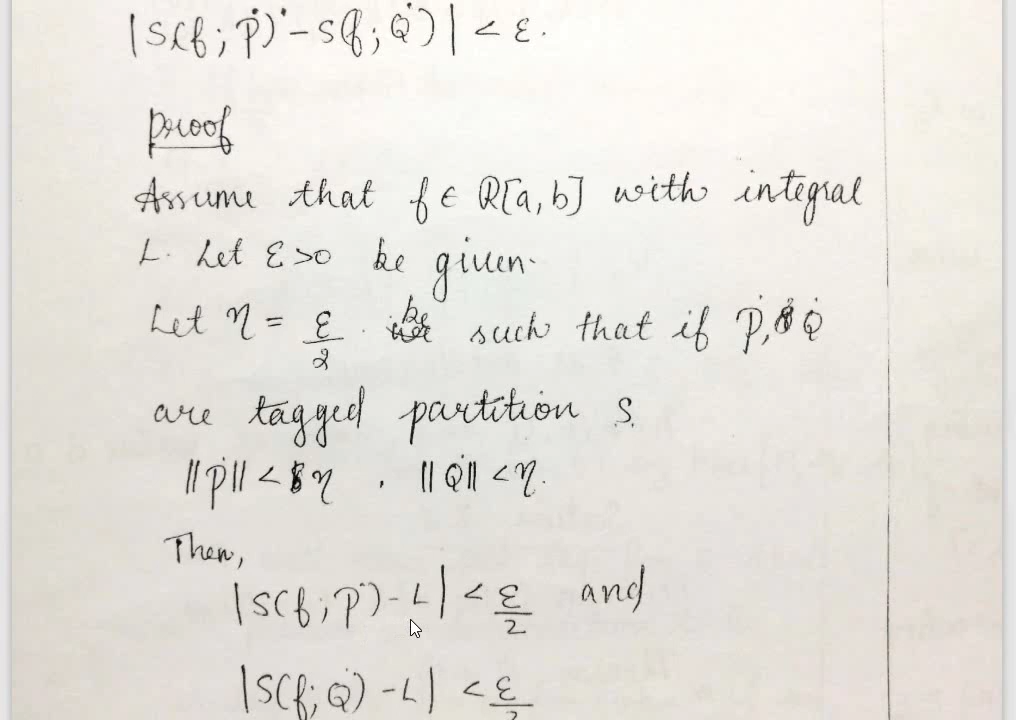 |S(f; Ṗ) - S(f; Q̇)| < ε.
Proof
Assume that f ∈ R[a, b] with integral
L. Let ε > 0 be given.
Let η = ε/2 be such that if Ṗ, Q̇
are tagged partition s.
||Ṗ|| < η , ||Q̇|| < η.
Then,
|S(f; Ṗ) - L| < ε/2 and
|S(f; Q̇) - L| < ε/2